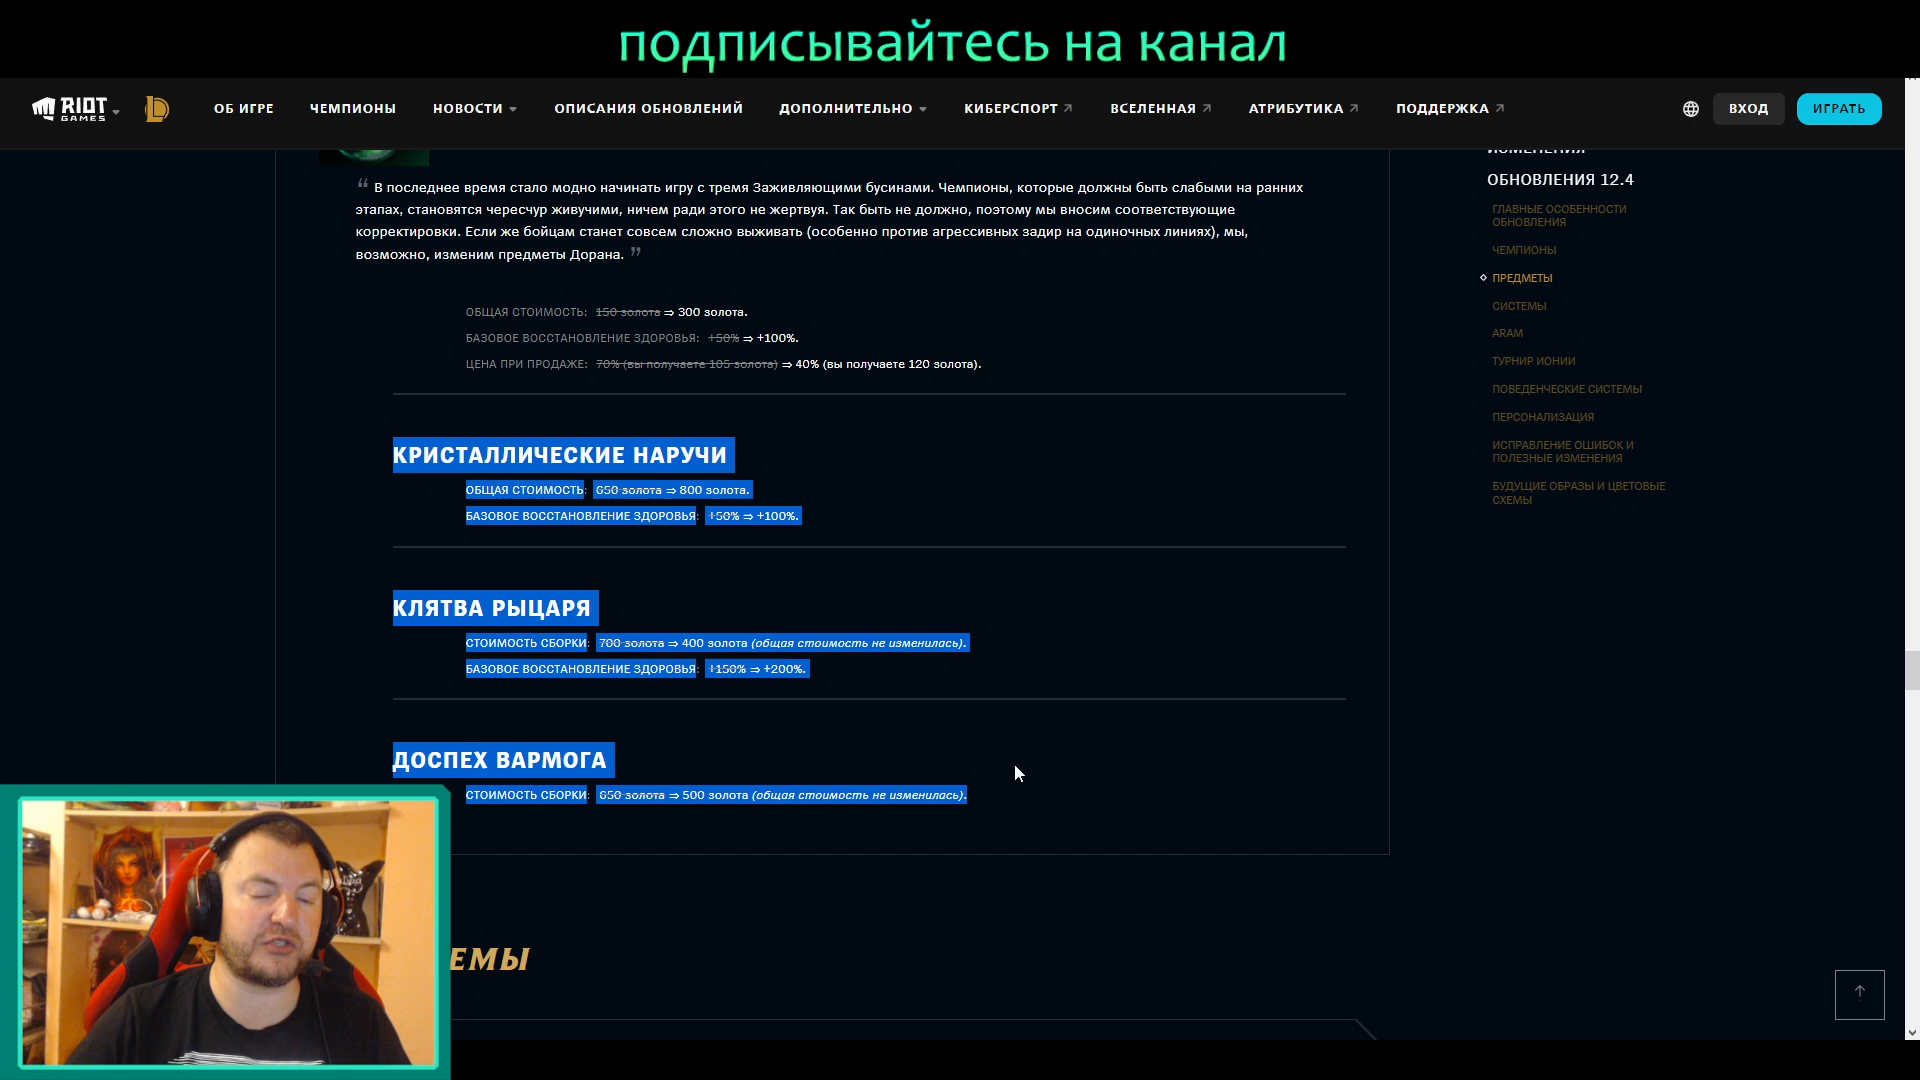 подписывайтесь на канал
RIOT GAMES
ОБ ИГРЕ
ЧЕМПИОНЫ
НОВОСТИ
ОПИСАНИЯ ОБНОВЛЕНИЙ
ДОПОЛНИТЕЛЬНО
КИБЕРСПОРТ
ВСЕЛЕННАЯ
АТРИБУТИКА
ПОДДЕРЖКА
ВХОД
ИГРАТЬ
“ В последнее время стало модно начинать игру с тремя Заживляющими бусинами. Чемпионы, которые должны быть слабыми на ранних
этапах, становятся чересчур живучими, ничем ради этого не жертвуя. Так быть не должно, поэтому мы вносим соответствующие
корректировки. Если же бойцам станет совсем сложно выживать (особенно против агрессивных задир на одиночных линиях), мы,
возможно, изменим предметы Дорана. ”
ОБЩАЯ СТОИМОСТЬ: 150 золота ⇒ 300 золота.
БАЗОВОЕ ВОССТАНОВЛЕНИЕ ЗДОРОВЬЯ: +50% ⇒ +100%.
ЦЕНА ПРИ ПРОДАЖЕ: 70% (вы получаете 105 золота) ⇒ 40% (вы получаете 120 золота).
КРИСТАЛЛИЧЕСКИЕ НАРУЧИ
ОБЩАЯ СТОИМОСТЬ: 650 золота ⇒ 800 золота.
БАЗОВОЕ ВОССТАНОВЛЕНИЕ ЗДОРОВЬЯ: +50% ⇒ +100%.
КЛЯТВА РЫЦАРЯ
СТОИМОСТЬ СБОРКИ: 700 золота ⇒ 400 золота (общая стоимость не изменилась).
БАЗОВОЕ ВОССТАНОВЛЕНИЕ ЗДОРОВЬЯ: +150% ⇒ +200%.
ДОСПЕХ ВАРМОГА
СТОИМОСТЬ СБОРКИ: 650 золота ⇒ 500 золота (общая стоимость не изменилась).
ЕМЫ
ИЗМЕНЕНИЯ
ОБНОВЛЕНИЯ 12.4
ГЛАВНЫЕ ОСОБЕННОСТИ
ОБНОВЛЕНИЯ
ЧЕМПИОНЫ
ПРЕДМЕТЫ
СИСТЕМЫ
ARAM
ТУРНИР ИОНИИ
ПОВЕДЕНЧЕСКИЕ СИСТЕМЫ
ПЕРСОНАЛИЗАЦИЯ
ИСПРАВЛЕНИЕ ОШИБОК И
ПОЛЕЗНЫЕ ИЗМЕНЕНИЯ
БУДУЩИЕ ОБРАЗЫ И ЦВЕТОВЫЕ
СХЕМЫ